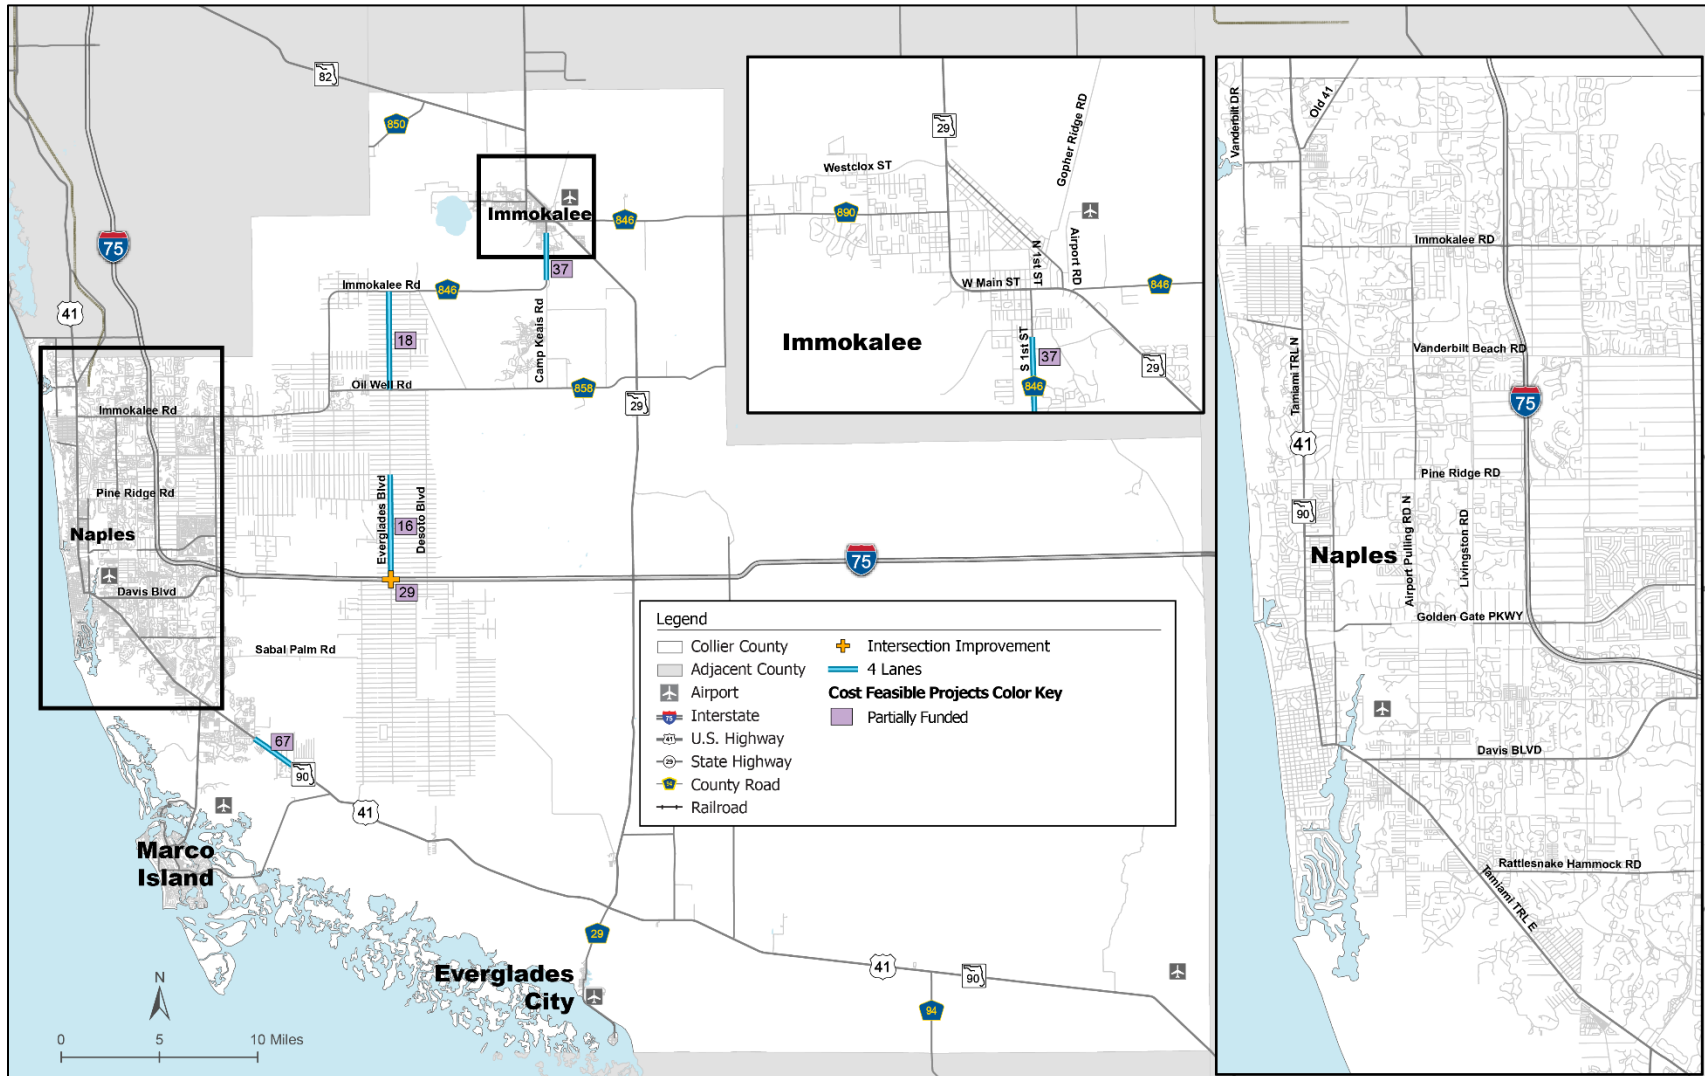 82
850
Immokalee
846
75
41
37
Immokalee Rd
846
Camp Keais Rd
18
Oil Well Rd
858
29
Immokalee Rd
Pine Ridge Rd
Everglades Blvd
Desoto Blvd
16
Naples
75
29
Davis Blvd
Sabal Palm Rd
67
90
41
Marco
Island
29
Everglades
City
41
90
94
N
0 5 10 Miles
Legend
Collier County
Adjacent County
Airport
75 Interstate
41 U.S. Highway
29 State Highway
94 County Road
Railroad
Intersection Improvement
4 Lanes
Cost Feasible Projects Color Key
Partially Funded
29
Gopher Ridge RD
Westclox ST
890
N 1st ST
Airport RD
W Main ST
846
Immokalee
S 1st ST
37
29
846
Vanderbilt DR
Old 41
Immokalee RD
Tamiami TRL N
Vanderbilt Beach RD
75
41
Pine Ridge RD
90
Airport Pulling RD N
Livingston RD
Naples
Golden Gate PKWY
Davis BLVD
Rattlesnake Hammock RD
Tamiami TRL E